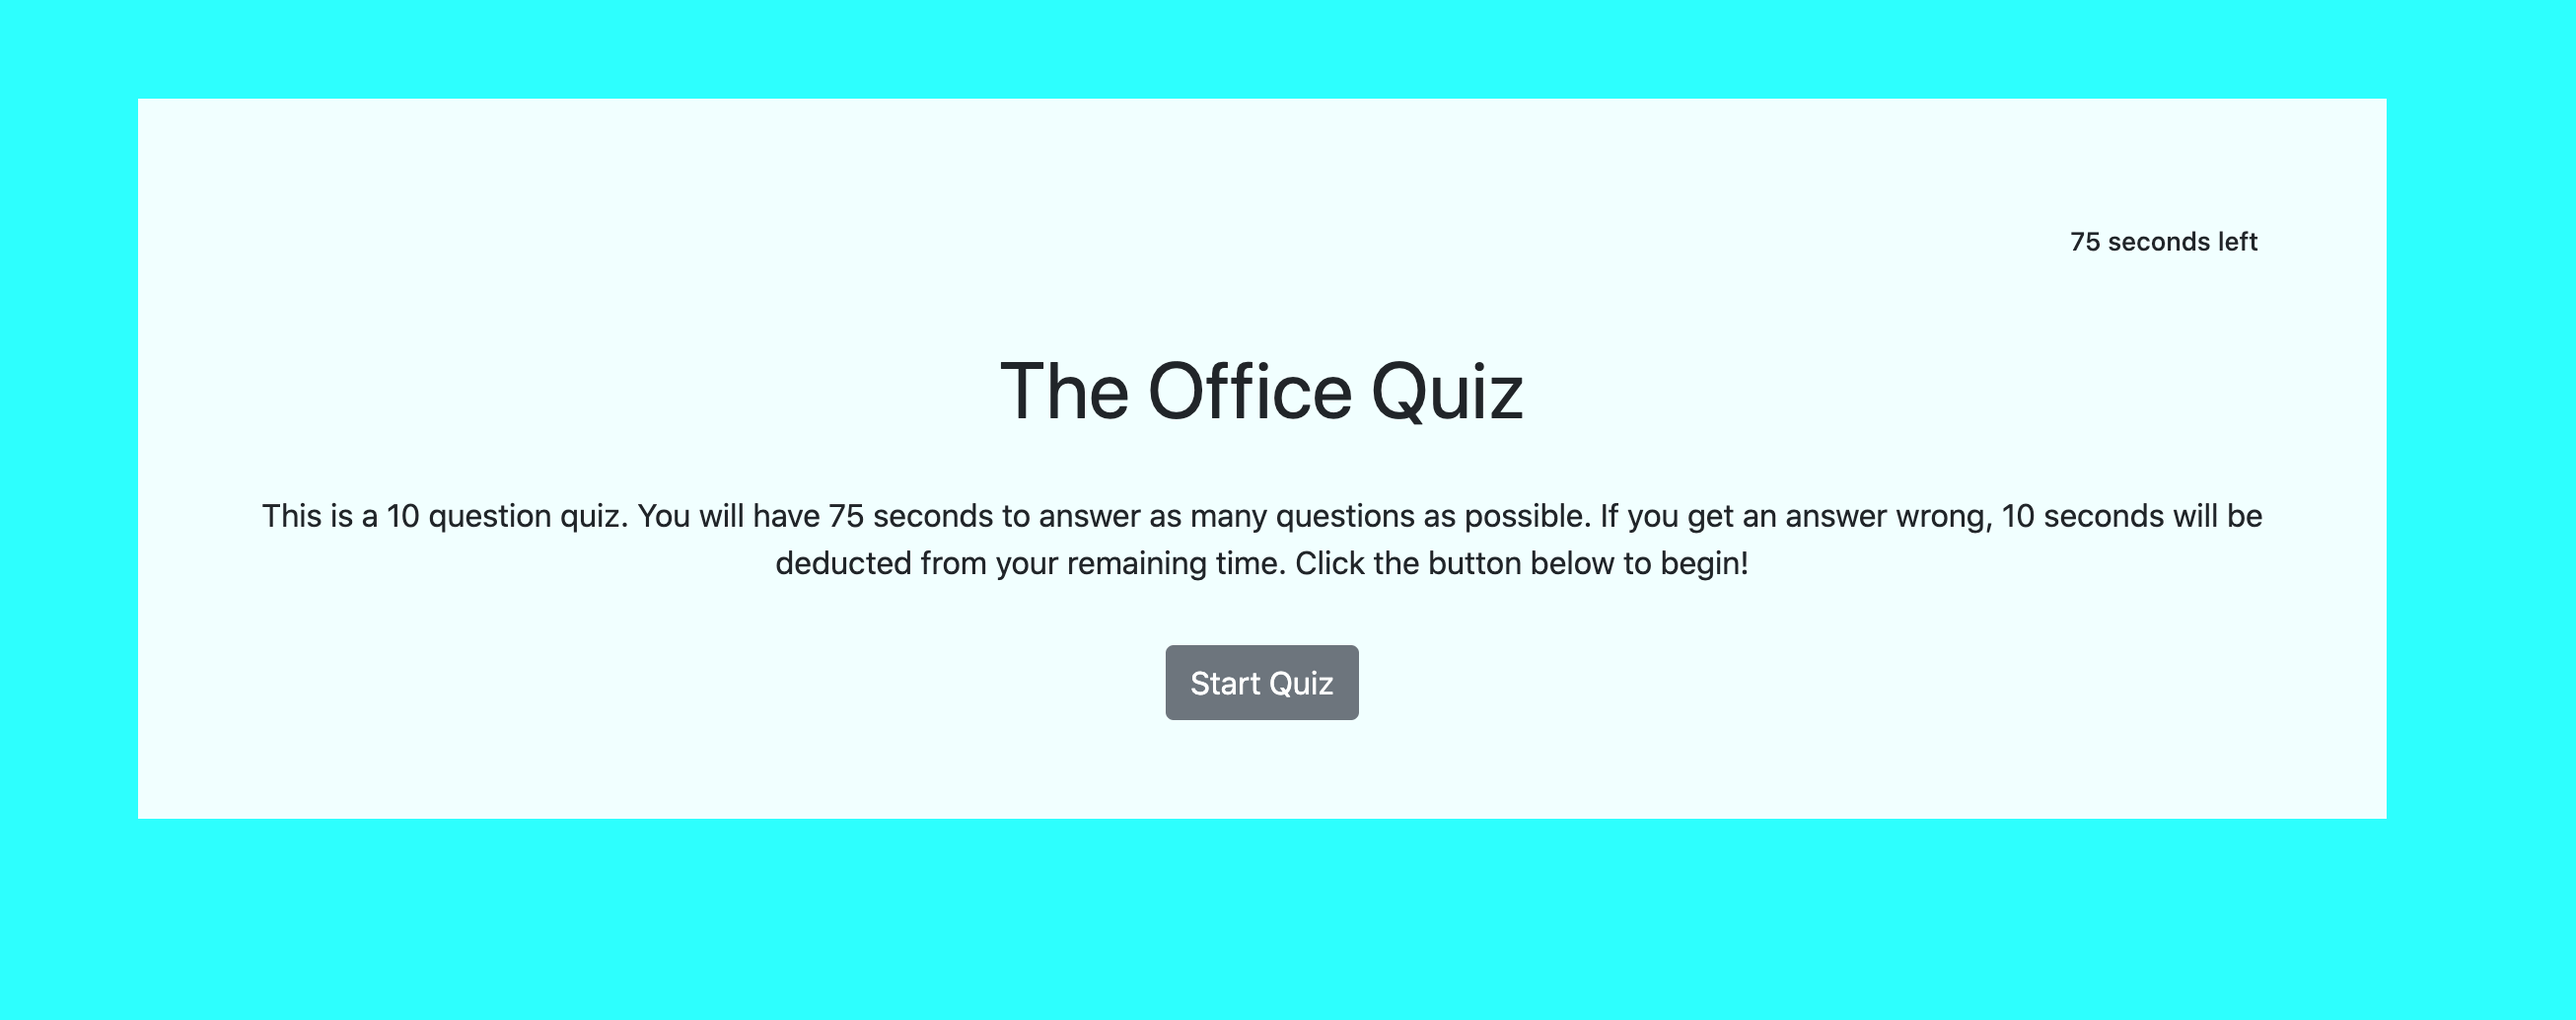 75 seconds left
The Office Quiz
This is a 10 question quiz. You will have 75 seconds to answer as many questions as possible. If you get an answer wrong, 10 seconds will be
deducted from your remaining time. Click the button below to begin!
Start Quiz